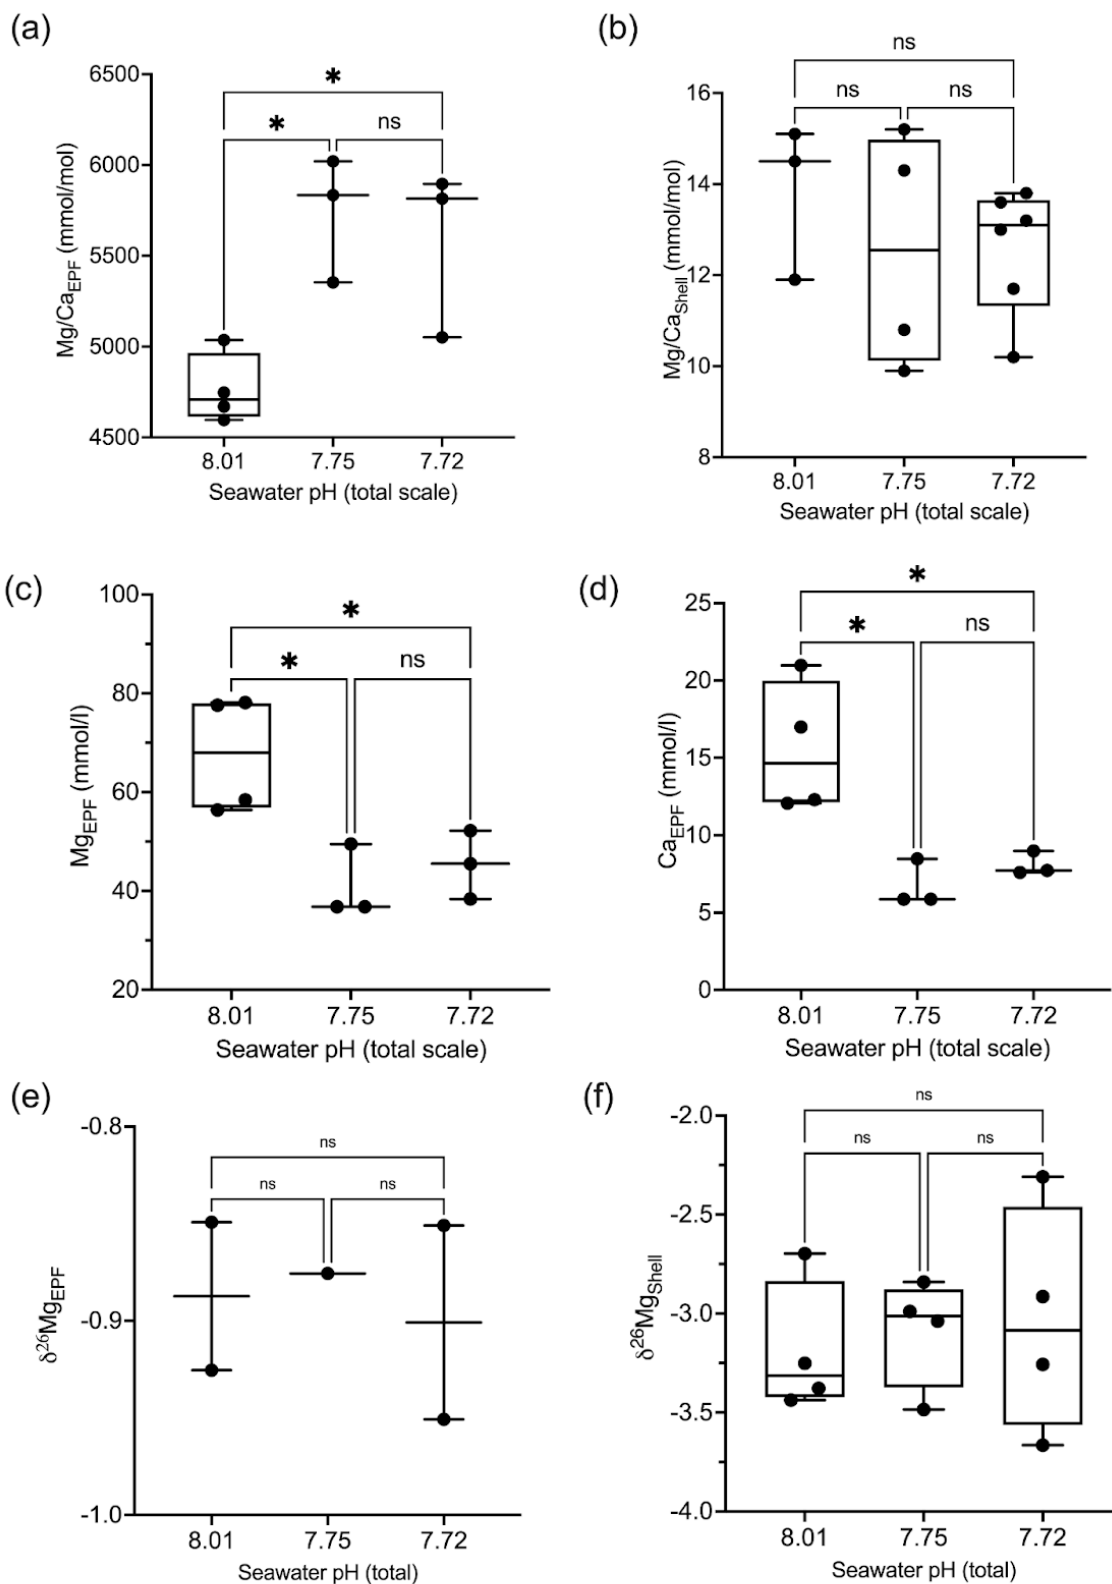 (a)
6500
6000
5500
5000
4500
Mg/Ca_EPF (mmol/mol)
*
*
ns
8.01 7.75 7.72
Seawater pH (total scale)
(b)
16
14
12
10
8
Mg/Ca_Shell (mmol/mol)
ns
ns ns
8.01 7.75 7.72
Seawater pH (total scale)
(c)
100
80
60
40
20
Mg_EPF (mmol/l)
*
*
ns
8.01 7.75 7.72
Seawater pH (total scale)
(d)
25
20
15
10
5
0
Ca_EPF (mmol/l)
*
*
ns
8.01 7.75 7.72
Seawater pH (total scale)
(e)
-0.8
-0.9
-1.0
δ²⁶Mg_EPF
ns
ns ns
8.01 7.75 7.72
Seawater pH (total)
(f)
-2.0
-2.5
-3.0
-3.5
-4.0
δ²⁶Mg_Shell
ns
ns ns
8.01 7.75 7.72
Seawater pH (total)